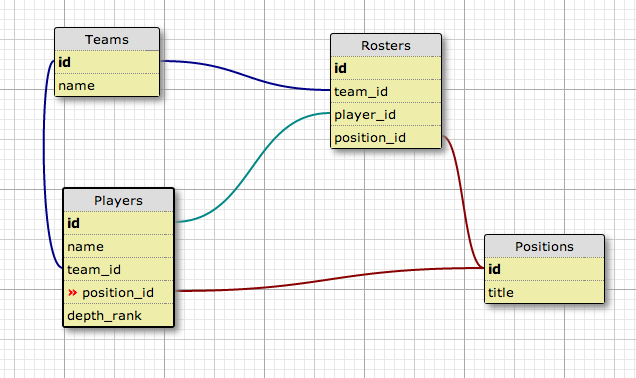 Teams
id
name
Rosters
id
team_id
player_id
position_id
Players
id
name
team_id
» position_id
depth_rank
Positions
id
title